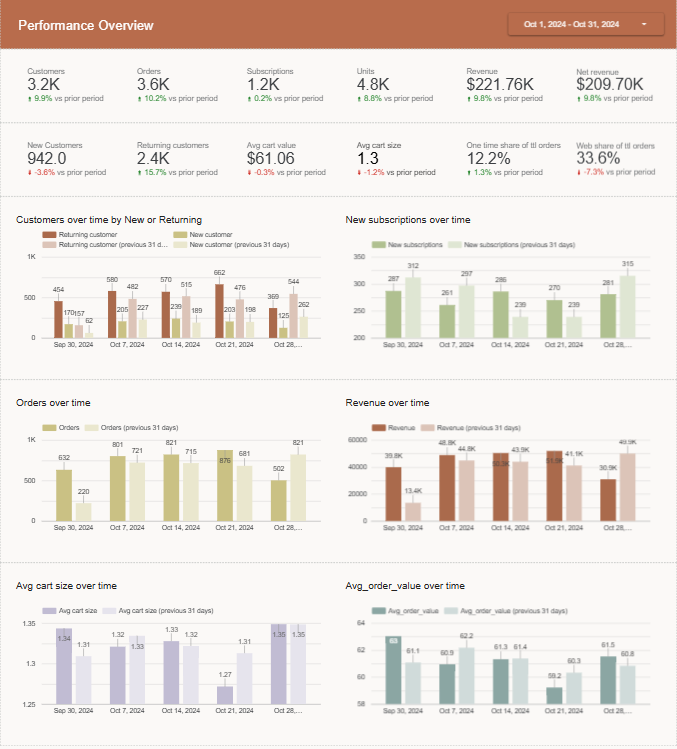 Performance Overview
Oct 1, 2024 - Oct 31, 2024
Customers Orders Subscriptions Units Revenue Net revenue
3.2K 3.6K 1.2K 4.8K $221.76K $209.70K
9.9% vs prior period 10.2% vs prior period 0.2% vs prior period 8.8% vs prior period 9.8% vs prior period 9.8% vs prior period
New Customers Returning customers Avg cart value Avg cart size One time share of ttl orders Web share of ttl orders
942.0 2.4K $61.06 1.3 12.2% 33.6%
-3.6% vs prior period 15.7% vs prior period -0.3% vs prior period -1.2% vs prior period 1.3% vs prior period -7.3% vs prior period
Customers over time by New or Returning
Returning customer New customer
Returning customer (previous 31 d... New customer (previous 31 days)
1K
500
0
454 170 157 62
580 205 482 227
570 239 515 189
662 203 476 198
369 125 544 262
Sep 30, 2024 Oct 7, 2024 Oct 14, 2024 Oct 21, 2024 Oct 28,...
New subscriptions over time
New subscriptions New subscriptions (previous 31 days)
350
300
250
200
287 312
261 297
286 239
270 239
281 315
Sep 30, 2024 Oct 7, 2024 Oct 14, 2024 Oct 21, 2024 Oct 28,...
Orders over time
Orders Orders (previous 31 days)
1K
500
0
632 220
801 721
821 715
876 681
502 821
Sep 30, 2024 Oct 7, 2024 Oct 14, 2024 Oct 21, 2024 Oct 28,...
Revenue over time
Revenue Revenue (previous 31 days)
60000
40000
20000
0
39.8K 13.4K
48.8K 44.8K
43.9K
41.1K
30.9K 49.9K
Sep 30, 2024 Oct 7, 2024 Oct 14, 2024 Oct 21, 2024 Oct 28,...
Avg cart size over time
Avg cart size Avg cart size (previous 31 days)
1.35
1.3
1.25
1.34 1.31
1.32 1.33
1.33 1.32
1.27 1.31
1.35 1.35
Sep 30, 2024 Oct 7, 2024 Oct 14, 2024 Oct 21, 2024 Oct 28,...
Avg_order_value over time
Avg_order_value Avg_order_value (previous 31 days)
64
62
60
58
63 61.1
60.9 62.2
61.3 61.4
59.2 60.3
61.5 60.8
Sep 30, 2024 Oct 7, 2024 Oct 14, 2024 Oct 21, 2024 Oct 28,...